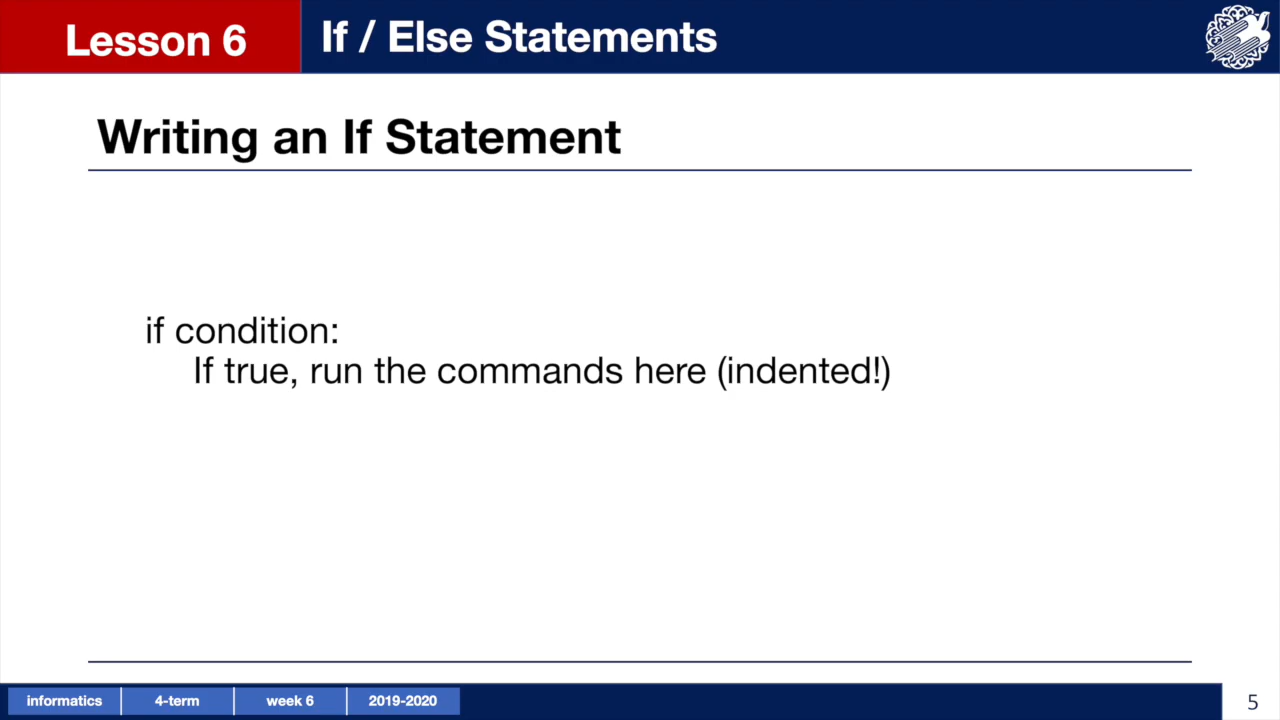 Lesson 6
If / Else Statements
Writing an If Statement
if condition:
If true, run the commands here (indented!)
informatics
4-term
week 6
2019-2020
5